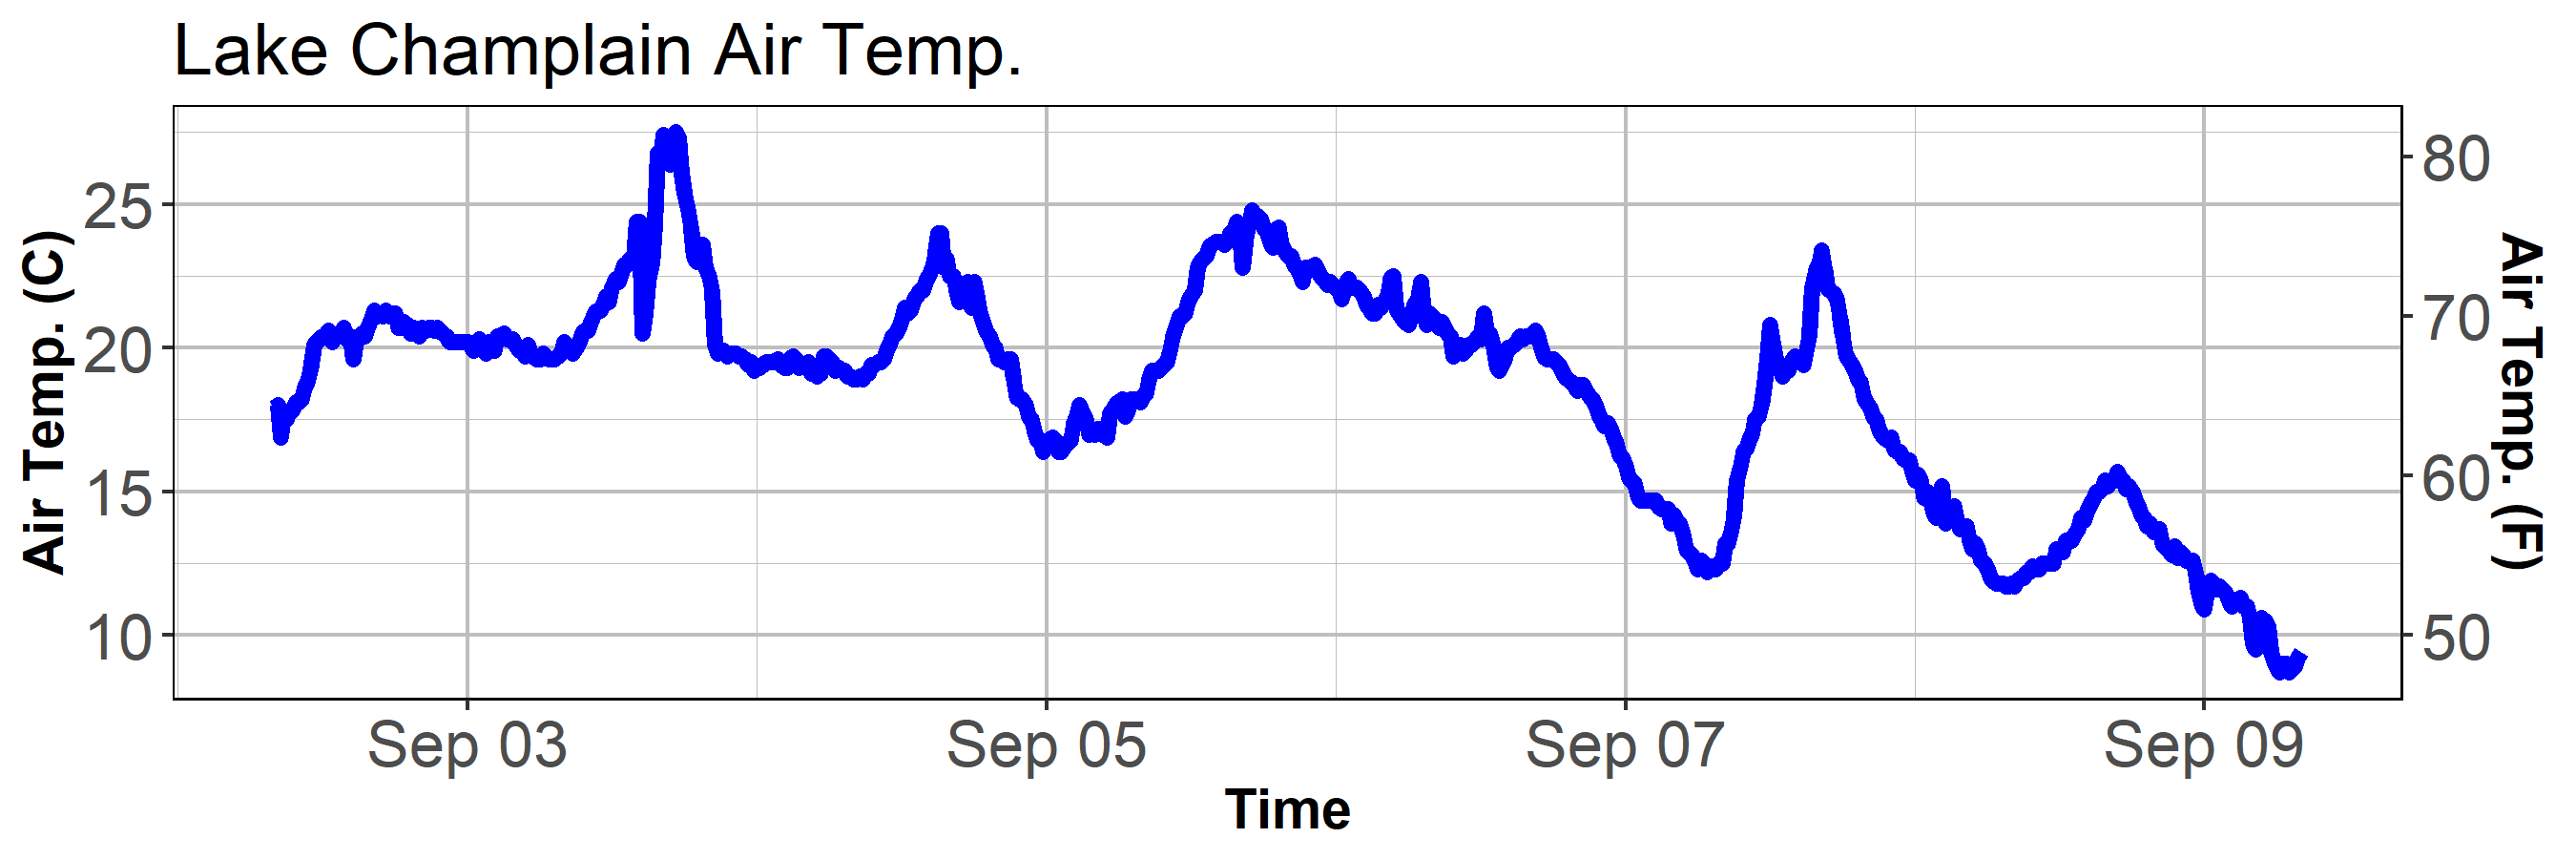 Lake Champlain Air Temp.
Air Temp. (C)
25
20
15
10
80
70
60
50
Air Temp. (F)
Sep 03
Sep 05
Sep 07
Sep 09
Time